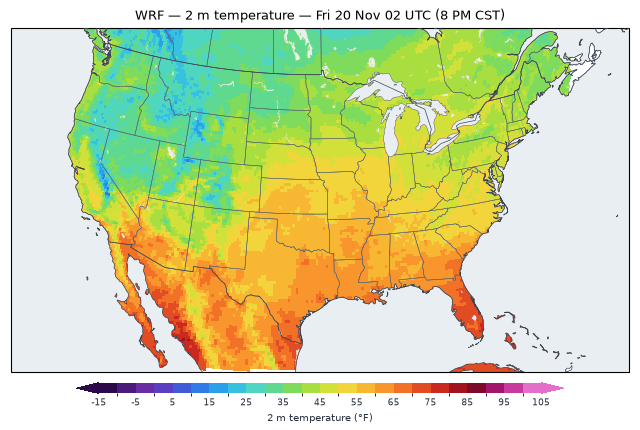 WRF — 2 m temperature — Fri 20 Nov 02 UTC (8 PM CST)
-15 -5 5 15 25 35 45 55 65 75 85 95 105
2 m temperature (°F)